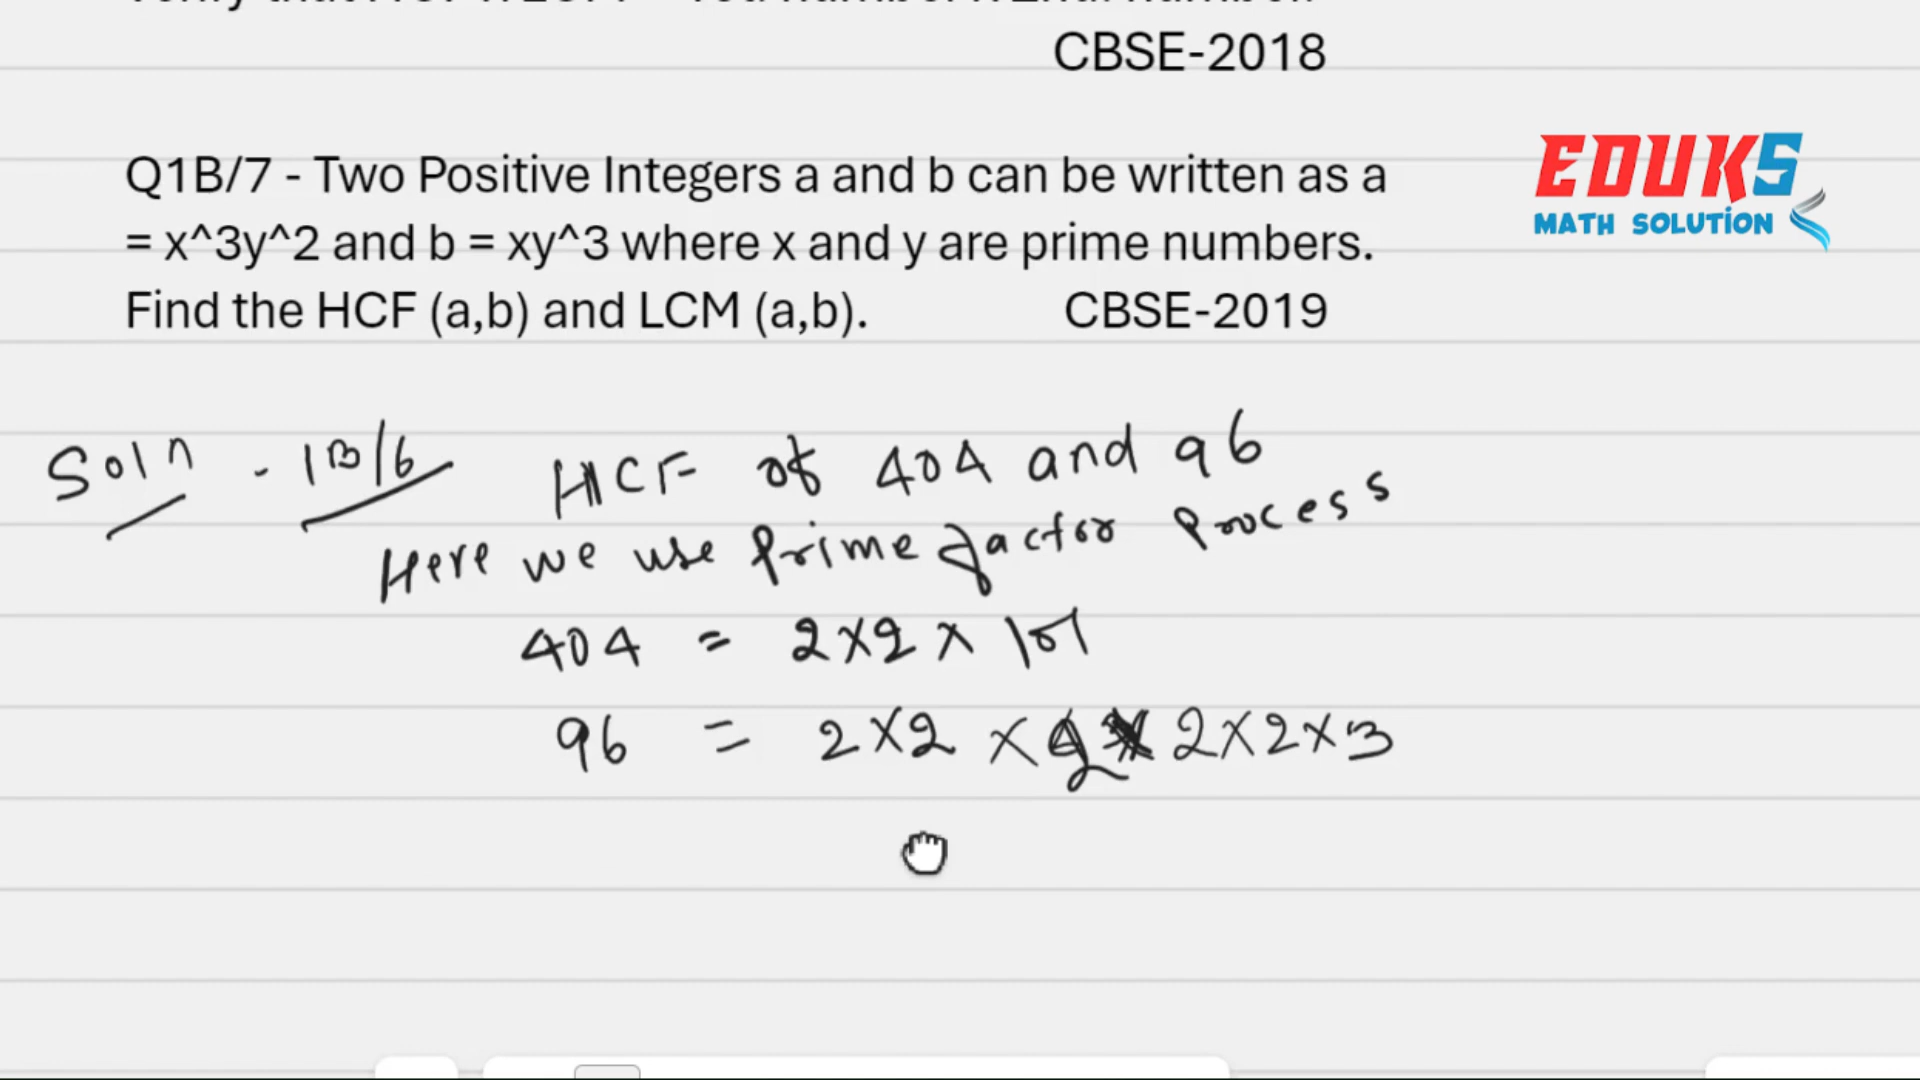 CBSE-2018
EDUKS
MATH SOLUTION
Q1B/7 - Two Positive Integers a and b can be written as a
= x^3y^2 and b = xy^3 where x and y are prime numbers.
Find the HCF (a,b) and LCM (a,b). CBSE-2019
Soln - 1B/6 HCF of 404 and 96
Here we use prime factor process
404 = 2×2×101
96 = 2×2×2×2×2×3